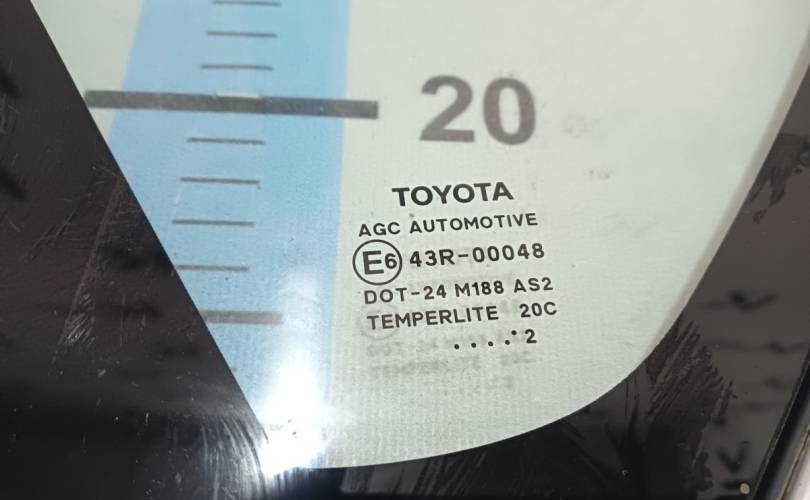 20
TOYOTA
AGC AUTOMOTIVE
E6 43R-00048
DOT-24 M188 AS2
TEMPERLITE 20C
....·2